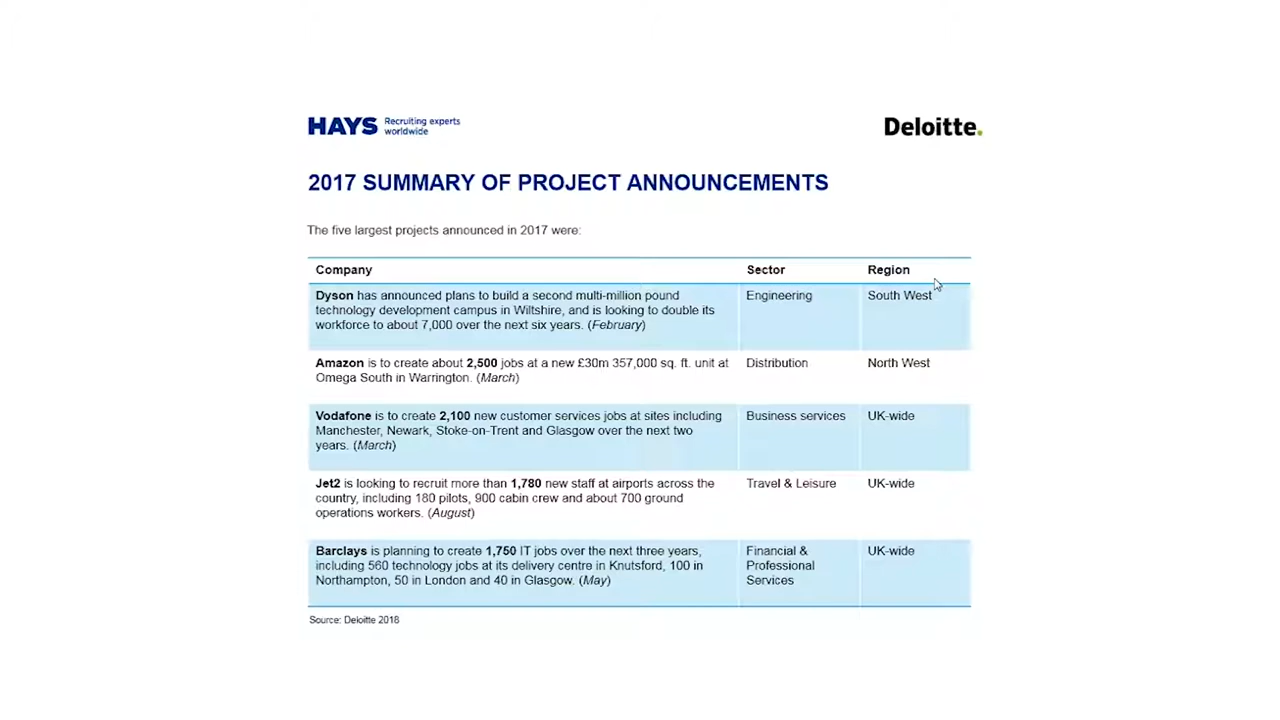 HAYS Recruiting experts
worldwide
Deloitte.
2017 SUMMARY OF PROJECT ANNOUNCEMENTS
The five largest projects announced in 2017 were:
Company Sector Region
Dyson has announced plans to build a second multi-million pound Engineering South West
technology development campus in Wiltshire, and is looking to double its
workforce to about 7,000 over the next six years. (February)
Amazon is to create about 2,500 jobs at a new £30m 357,000 sq. ft. unit at Distribution North West
Omega South in Warrington. (March)
Vodafone is to create 2,100 new customer services jobs at sites including Business services UK-wide
Manchester, Newark, Stoke-on-Trent and Glasgow over the next two
years. (March)
Jet2 is looking to recruit more than 1,780 new staff at airports across the Travel & Leisure UK-wide
country, including 180 pilots, 900 cabin crew and about 700 ground
operations workers. (August)
Barclays is planning to create 1,750 IT jobs over the next three years, Financial & UK-wide
including 560 technology jobs at its delivery centre in Knutsford, 100 in Professional
Northampton, 50 in London and 40 in Glasgow. (May) Services
Source: Deloitte 2018